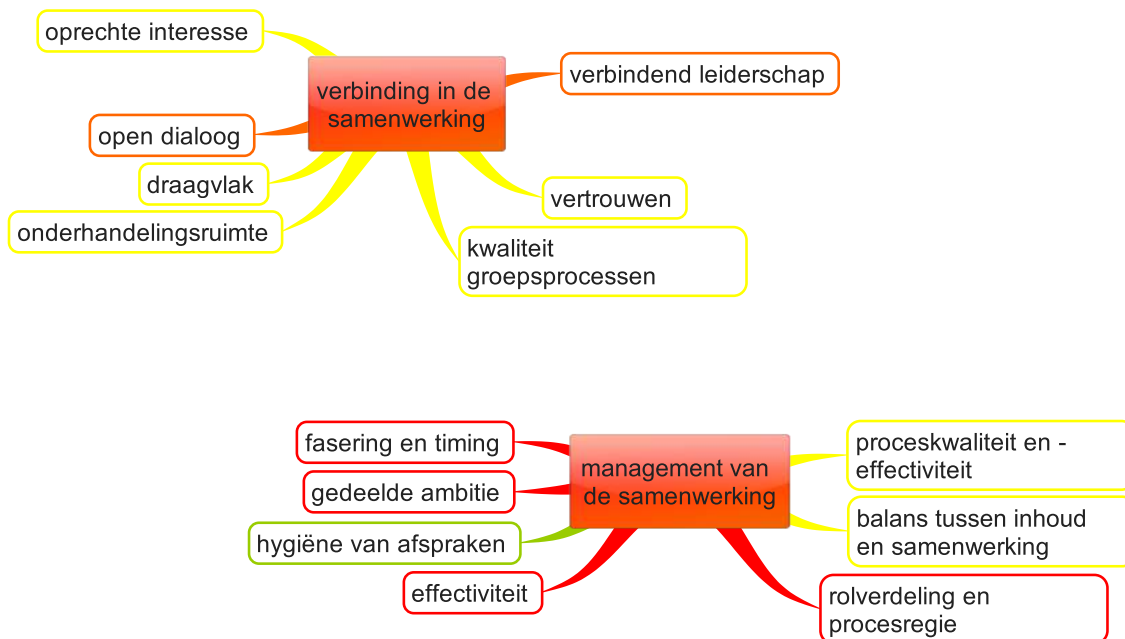 oprechte interesse
verbinding in de
samenwerking
verbindend leiderschap
open dialoog
draagvlak
onderhandelingsruimte
vertrouwen
kwaliteit
groepsprocessen
fasering en timing
gedeelde ambitie
hygiëne van afspraken
effectiviteit
management van
de samenwerking
proceskwaliteit en -
effectiviteit
balans tussen inhoud
en samenwerking
rolverdeling en
procesregie